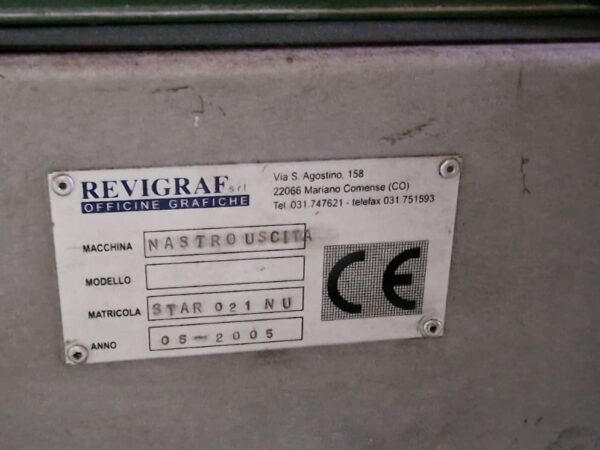 REVIGRAF srl
OFFICINE GRAFICHE
Via S. Agostino, 158
22066 Mariano Comense (CO)
Tel. 031.747621 - telefax 031 751593
MACCHINA NASTRO USCITA
MODELLO
MATRICOLA STAR 021 NU
ANNO 05-2005
CE